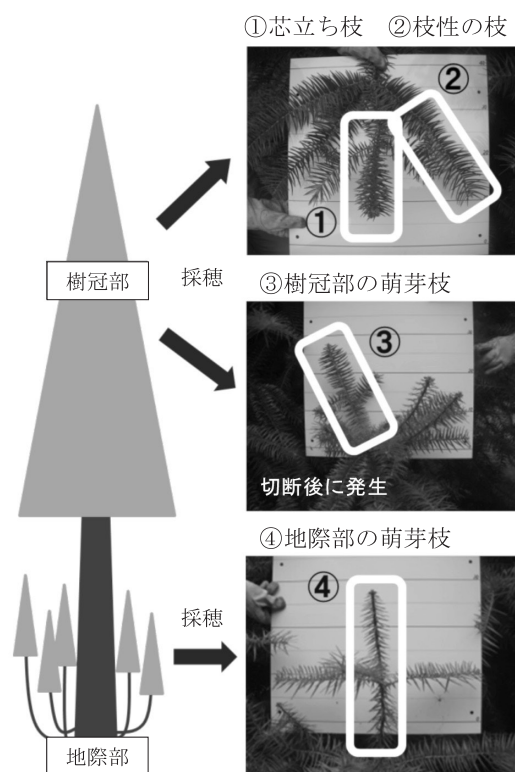 ①芯立ち枝 ②枝性の枝
②
①
樹冠部
採穂
③樹冠部の萌芽枝
③
切断後に発生
④地際部の萌芽枝
④
採穂
地際部